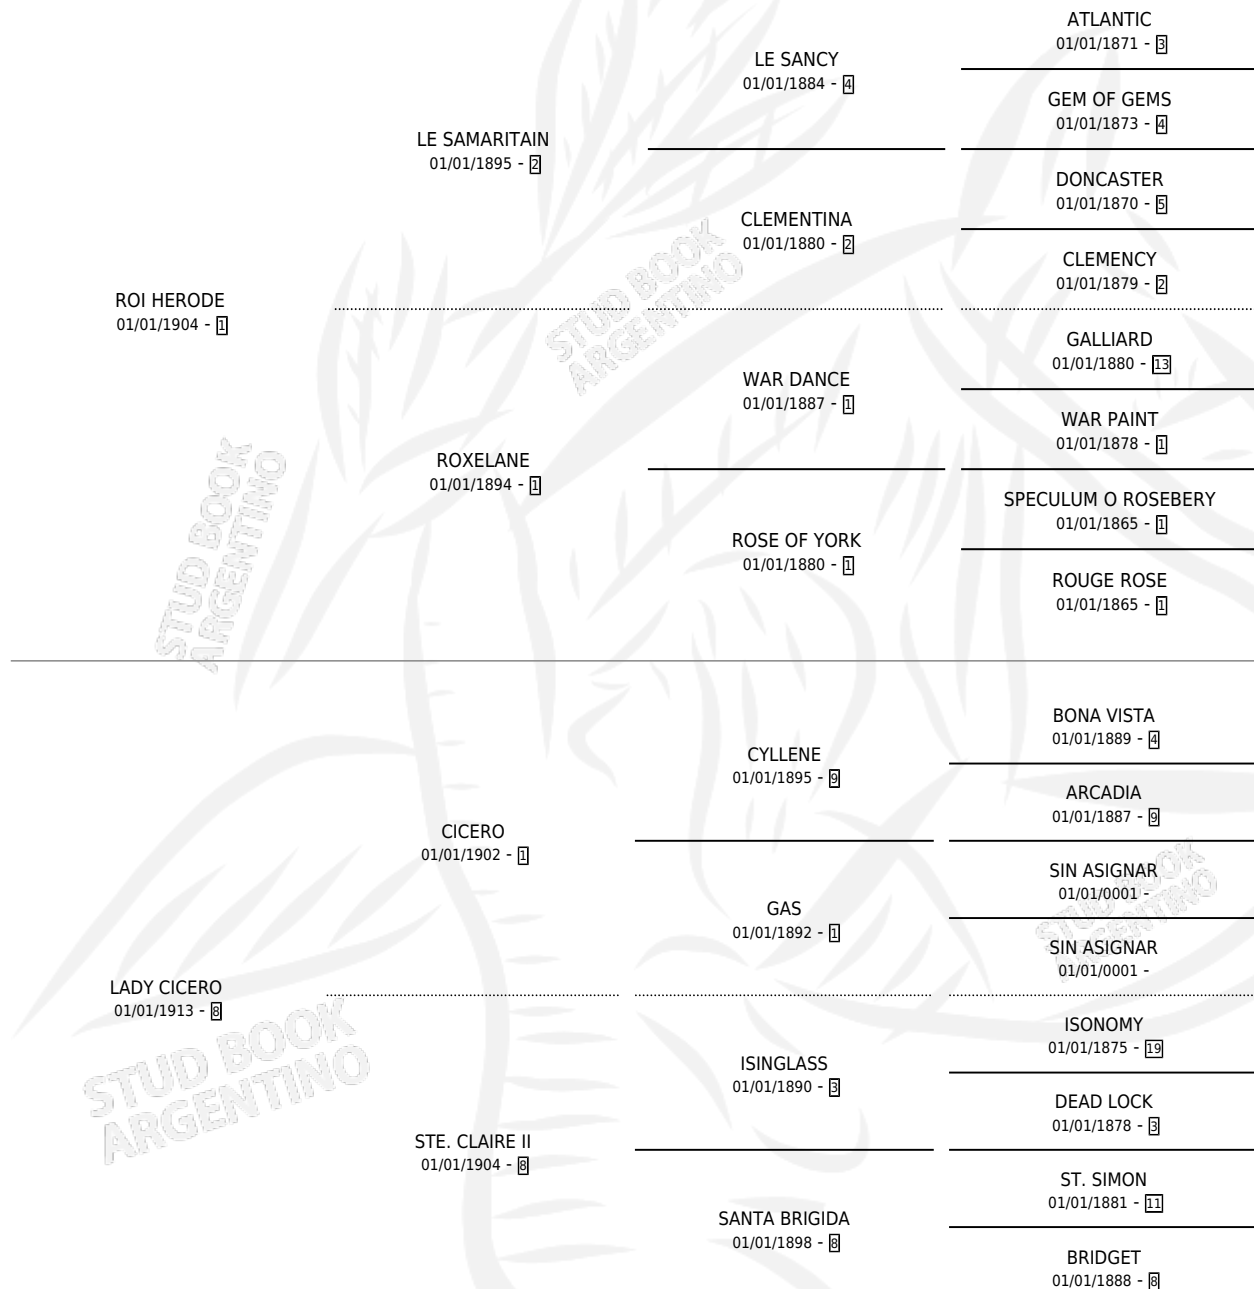 ATLANTIC
01/01/1871 - 3
LE SANCY
01/01/1884 - 4
GEM OF GEMS
01/01/1873 - 4
LE SAMARITAIN
01/01/1895 - 2
DONCASTER
01/01/1870 - 5
CLEMENTINA
01/01/1880 - 2
CLEMENCY
01/01/1879 - 2
ROI HERODE
01/01/1904 - 1
GALLIARD
01/01/1880 - 13
WAR DANCE
01/01/1887 - 1
WAR PAINT
01/01/1878 - 1
ROXELANE
01/01/1894 - 1
SPECULUM O ROSEBERY
01/01/1865 - 1
ROSE OF YORK
01/01/1880 - 1
ROUGE ROSE
01/01/1865 - 1
BONA VISTA
01/01/1889 - 4
CYLLENE
01/01/1895 - 9
ARCADIA
01/01/1887 - 9
CICERO
01/01/1902 - 1
SIN ASIGNAR
01/01/0001 -
GAS
01/01/1892 - 1
SIN ASIGNAR
01/01/0001 -
LADY CICERO
01/01/1913 - 8
ISONOMY
01/01/1875 - 19
ISINGLASS
01/01/1890 - 3
DEAD LOCK
01/01/1878 - 3
STE. CLAIRE II
01/01/1904 - 8
ST. SIMON
01/01/1881 - 11
SANTA BRIGIDA
01/01/1898 - 8
BRIDGET
01/01/1888 - 8
STUD BOOK
ARGENTINO
STUD BOOK
ARGENTINO
STUD BOOK
ARGENTINO
STUD BOOK
ARGENTINO